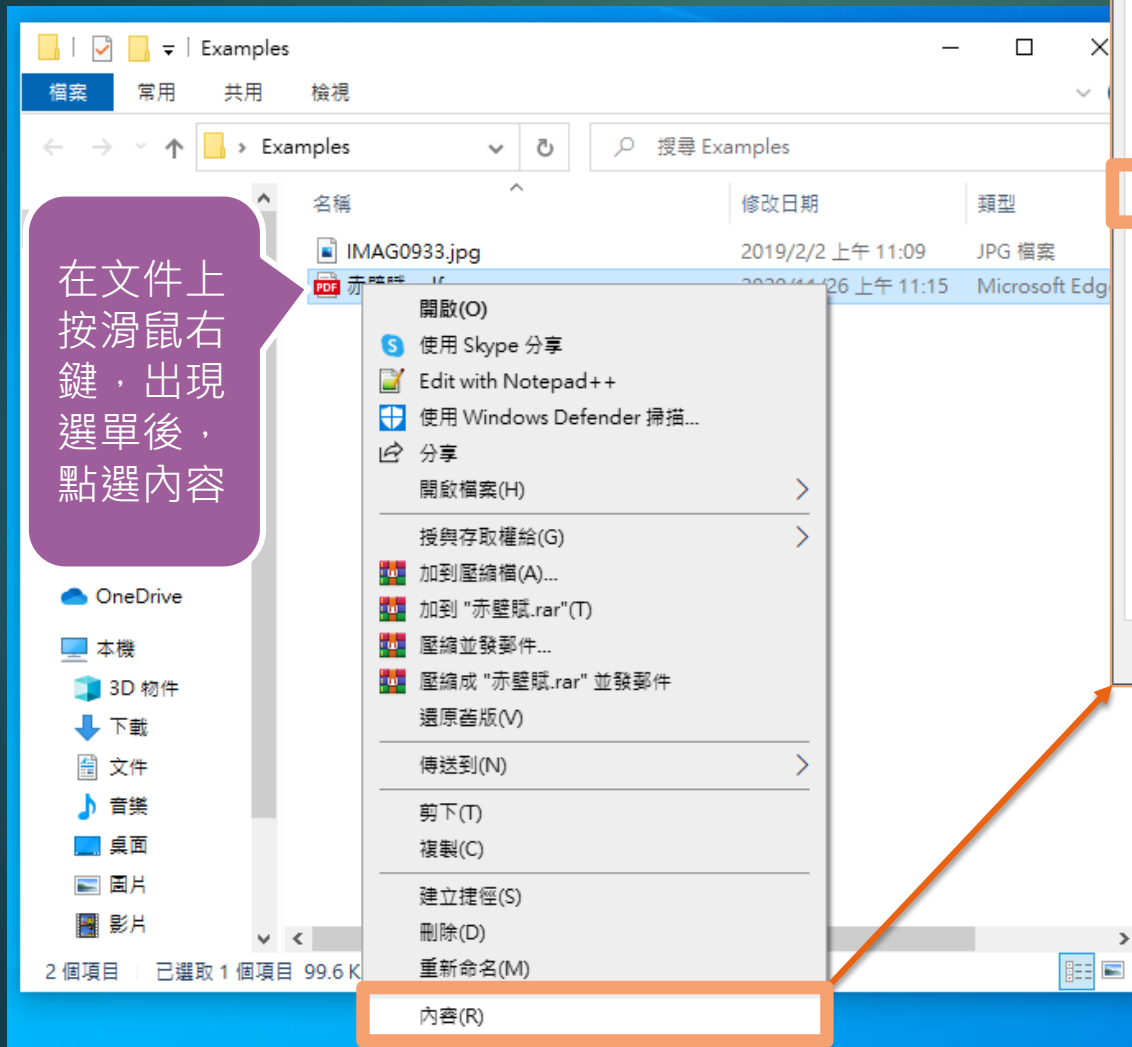 Examples
檔案 常用 共用 檢視
Examples
搜尋 Examples
名稱 修改日期 類型
IMAG0933.jpg 2019/2/2 上午 11:09 JPG 檔案
PDF 上午 11:15 Microsoft Edg
在文件上
按滑鼠右
鍵，出現
選單後，
點選內容
開啟(O)
使用 Skype 分享
Edit with Notepad++
使用 Windows Defender 掃描...
分享
開啟檔案(H)
授與存取權給(G)
加到壓縮檔(A)...
加到 "赤壁賦.rar"(T)
壓縮並發郵件...
壓縮成 "赤壁賦.rar" 並發郵件
還原舊版(V)
傳送到(N)
剪下(T)
複製(C)
建立捷徑(S)
刪除(D)
重新命名(M)
內容(R)
OneDrive
本機
3D 物件
下載
文件
音樂
桌面
圖片
影片
2 個項目 已選取 1 個項目 99.6 K